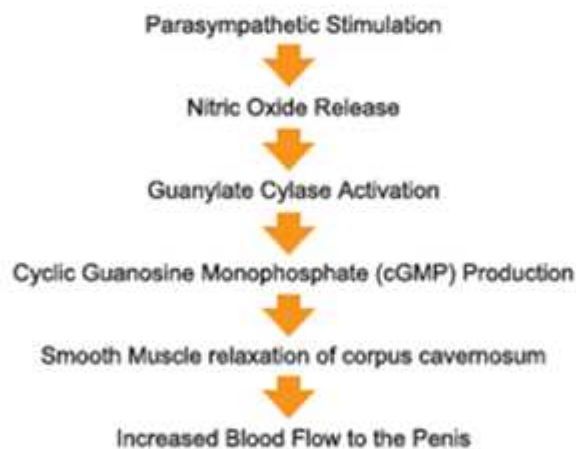 Parasympathetic Stimulation
Nitric Oxide Release
Guanylate Cylase Activation
Cyclic Guanosine Monophosphate (cGMP) Production
Smooth Muscle relaxation of corpus cavernosum
Increased Blood Flow to the Penis